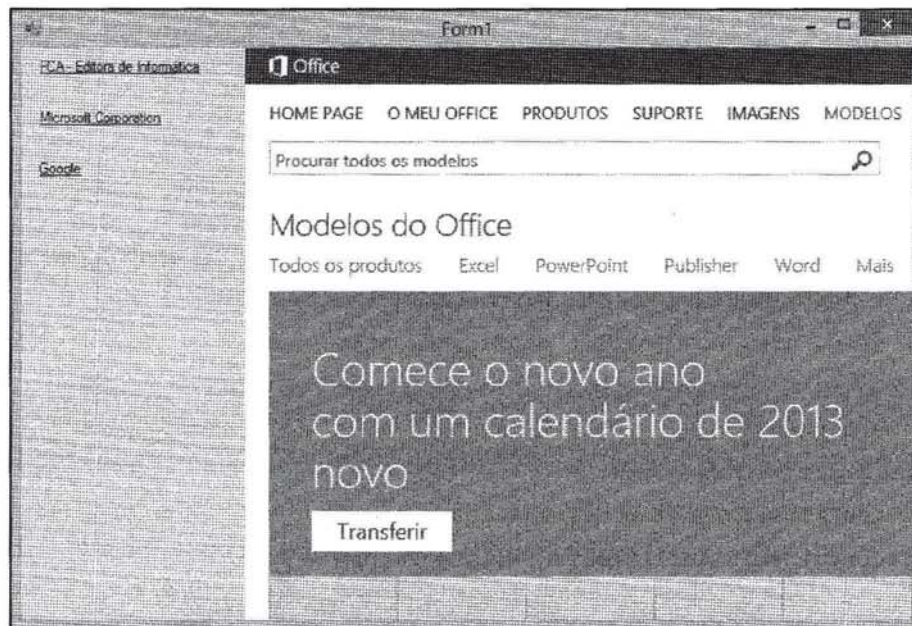 Form1
FCA - Editora de Informática
Microsoft Corporation
Google
Office
HOME PAGE O MEU OFFICE PRODUTOS SUPORTE IMAGENS MODELOS
Procurar todos os modelos
Modelos do Office
Todos os produtos Excel PowerPoint Publisher Word Mais
Comece o novo ano
com um calendário de 2013
novo
Transferir